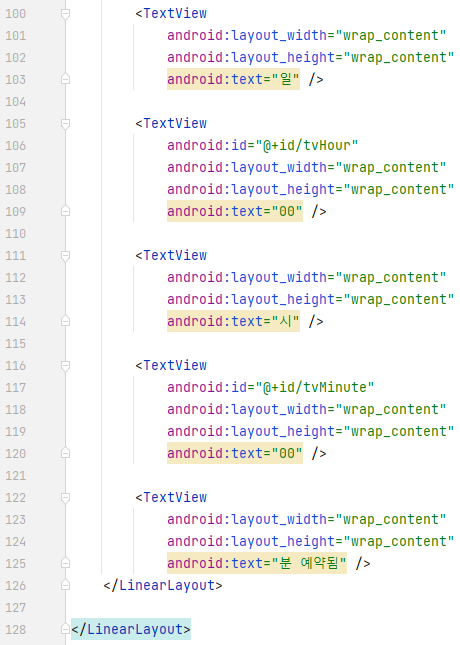 100 <TextView
101 android:layout_width="wrap_content"
102 android:layout_height="wrap_content"
103 android:text="일" />
104
105 <TextView
106 android:id="@+id/tvHour"
107 android:layout_width="wrap_content"
108 android:layout_height="wrap_content"
109 android:text="00" />
110
111 <TextView
112 android:layout_width="wrap_content"
113 android:layout_height="wrap_content"
114 android:text="시" />
115
116 <TextView
117 android:id="@+id/tvMinute"
118 android:layout_width="wrap_content"
119 android:layout_height="wrap_content"
120 android:text="00" />
121
122 <TextView
123 android:layout_width="wrap_content"
124 android:layout_height="wrap_content"
125 android:text="분 예약됨" />
126 </LinearLayout>
127
128 </LinearLayout>